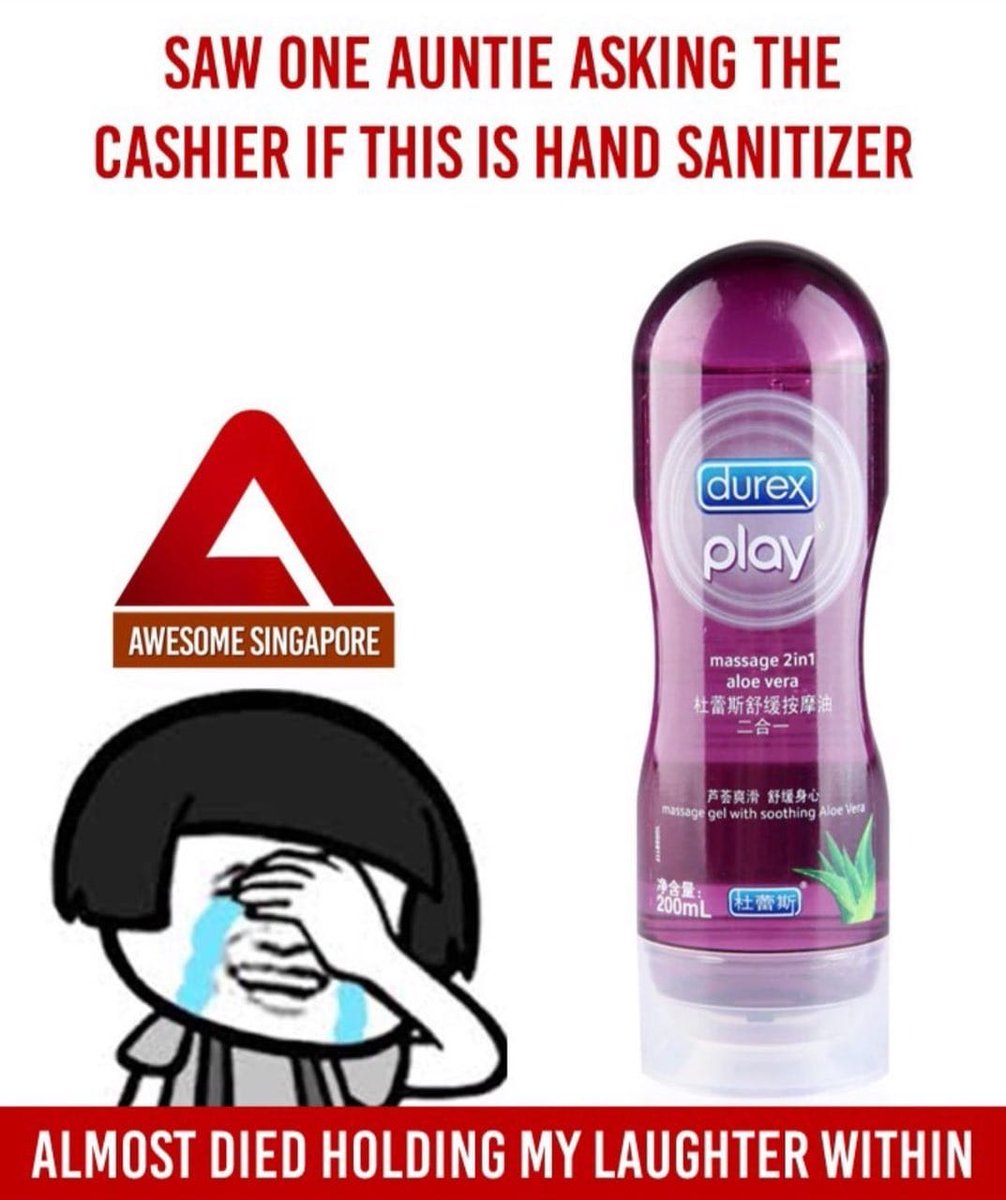 SAW ONE AUNTIE ASKING THE
CASHIER IF THIS IS HAND SANITIZER
durex
play
massage 2in1
aloe vera
杜蕾斯舒缓按摩油
二合一
芦荟爽滑 舒缓身心
massage gel with soothing Aloe Vera
净含量:
200mL
杜蕾斯
AWESOME SINGAPORE
ALMOST DIED HOLDING MY LAUGHTER WITHIN